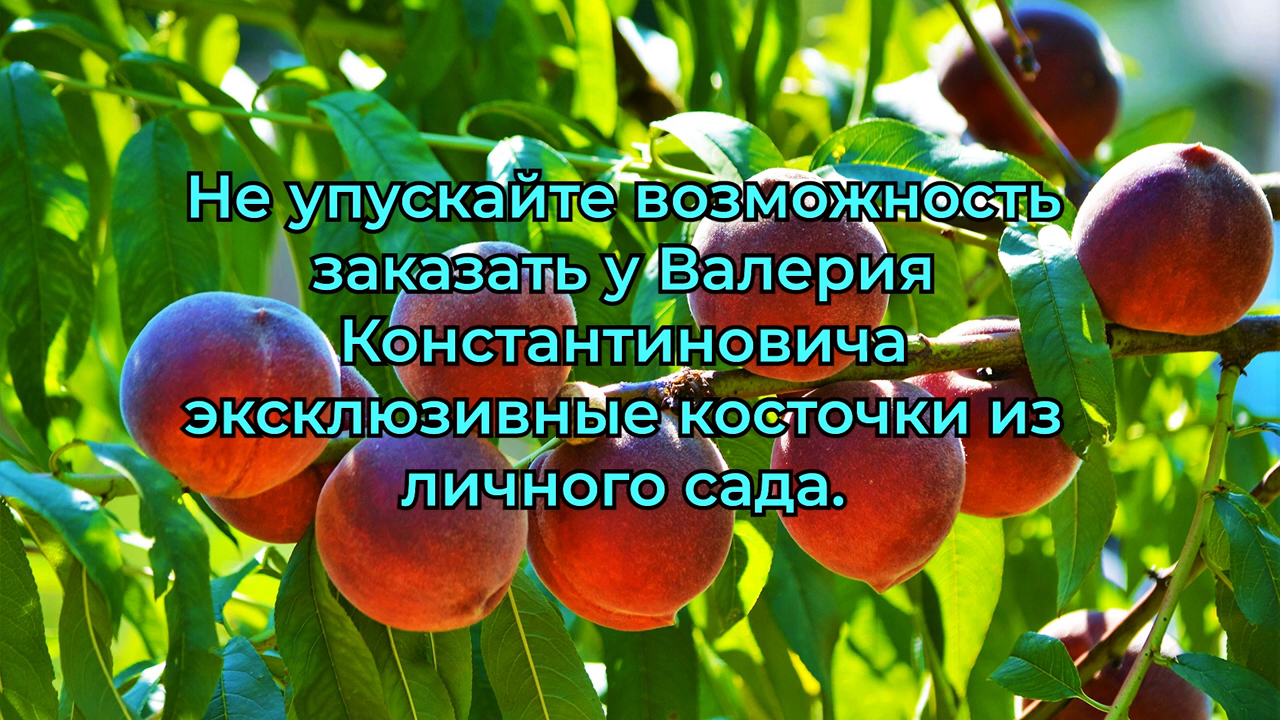 Не упускайте возможность
заказать у Валерия
Константиновича
эксклюзивные косточки из
личного сада.